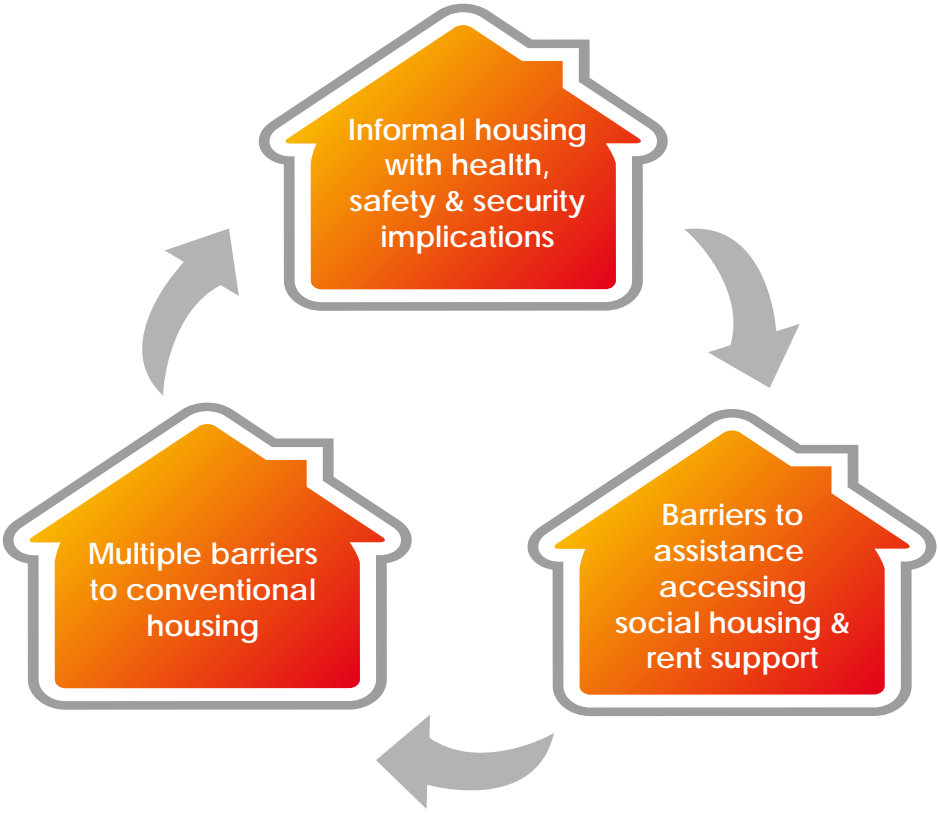 Informal housing
with health,
safety & security
implications
Multiple barriers
to conventional
housing
Barriers to
assistance
accessing
social housing &
rent support